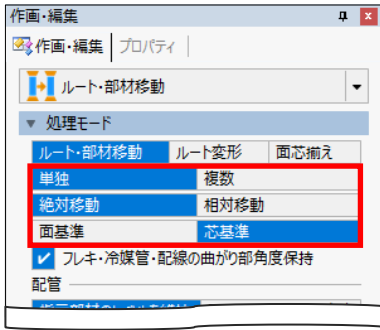 作画・編集
作画・編集 プロパティ
ルート・部材移動
処理モード
ルート・部材移動 ルート変形 面芯揃え
単独 複数
絶対移動 相対移動
面基準 芯基準
フレキ・冷媒管・配線の曲がり部角度保持
配管